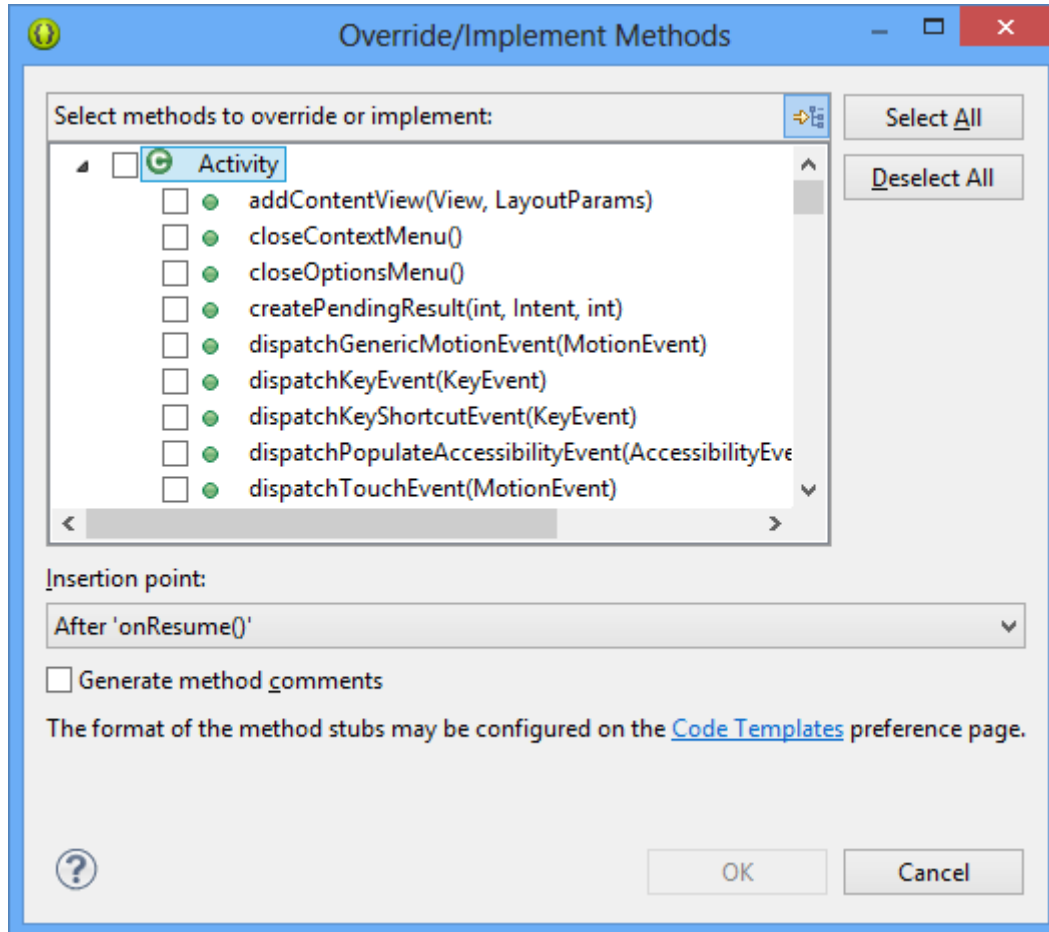 Override/Implement Methods
Select methods to override or implement:
Select All
Deselect All
Activity
addContentView(View, LayoutParams)
closeContextMenu()
closeOptionsMenu()
createPendingResult(int, Intent, int)
dispatchGenericMotionEvent(MotionEvent)
dispatchKeyEvent(KeyEvent)
dispatchKeyShortcutEvent(KeyEvent)
dispatchPopulateAccessibilityEvent(AccessibilityEve
dispatchTouchEvent(MotionEvent)
Insertion point:
After 'onResume()'
Generate method comments
The format of the method stubs may be configured on the Code Templates preference page.
OK
Cancel